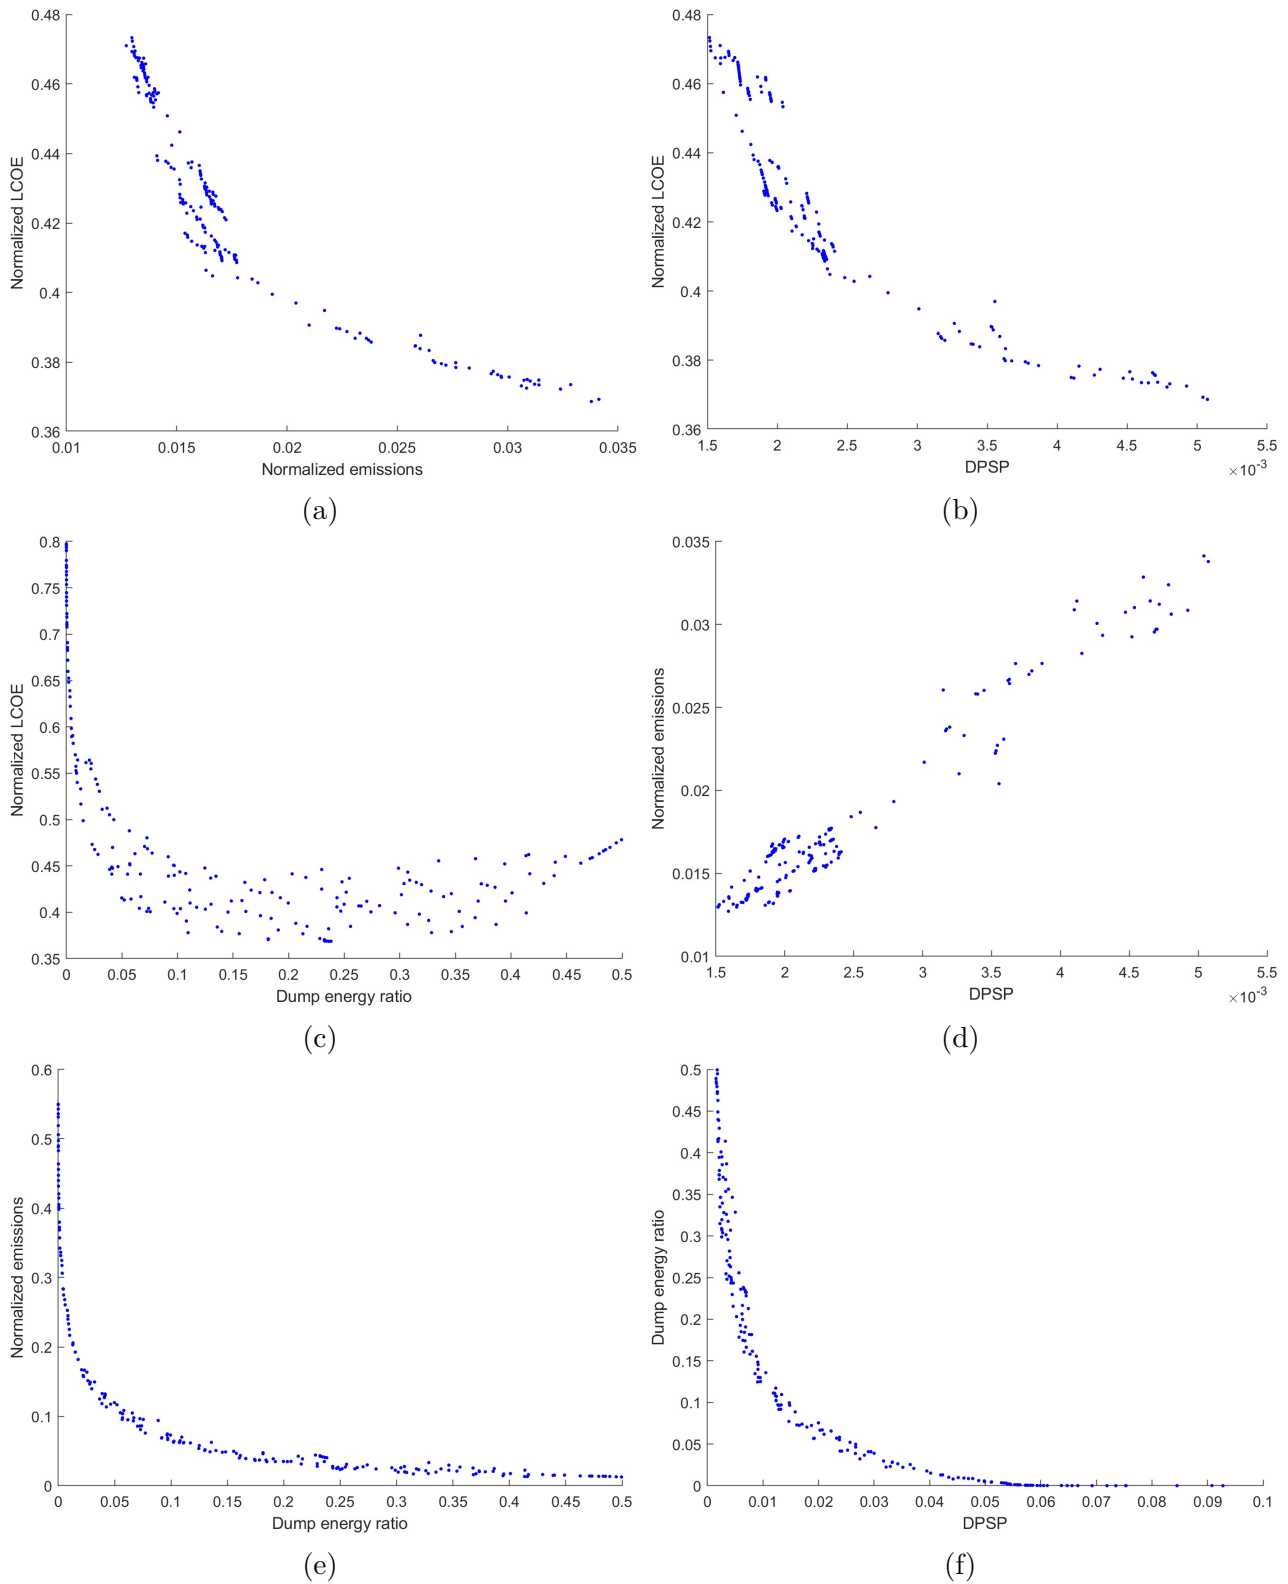 0.48
0.46
0.44
0.42
0.4
0.38
0.36
Normalized LCOE
0.01 0.015 0.02 0.025 0.03 0.035
Normalized emissions
(a)
0.48
0.46
0.44
0.42
0.4
0.38
0.36
Normalized LCOE
1.5 2 2.5 3 3.5 4 4.5 5 5.5
DPSP
×10-3
(b)
0.8
0.75
0.7
0.65
0.6
0.55
0.5
0.45
0.4
0.35
Normalized LCOE
0 0.05 0.1 0.15 0.2 0.25 0.3 0.35 0.4 0.45 0.5
Dump energy ratio
(c)
0.035
0.03
0.025
0.02
0.015
0.01
Normalized emissions
1.5 2 2.5 3 3.5 4 4.5 5 5.5
DPSP
×10-3
(d)
0.6
0.5
0.4
0.3
0.2
0.1
0
Normalized emissions
0 0.05 0.1 0.15 0.2 0.25 0.3 0.35 0.4 0.45 0.5
Dump energy ratio
(e)
0.5
0.45
0.4
0.35
0.3
0.25
0.2
0.15
0.1
0.05
0
Dump energy ratio
0 0.01 0.02 0.03 0.04 0.05 0.06 0.07 0.08 0.09 0.1
DPSP
(f)